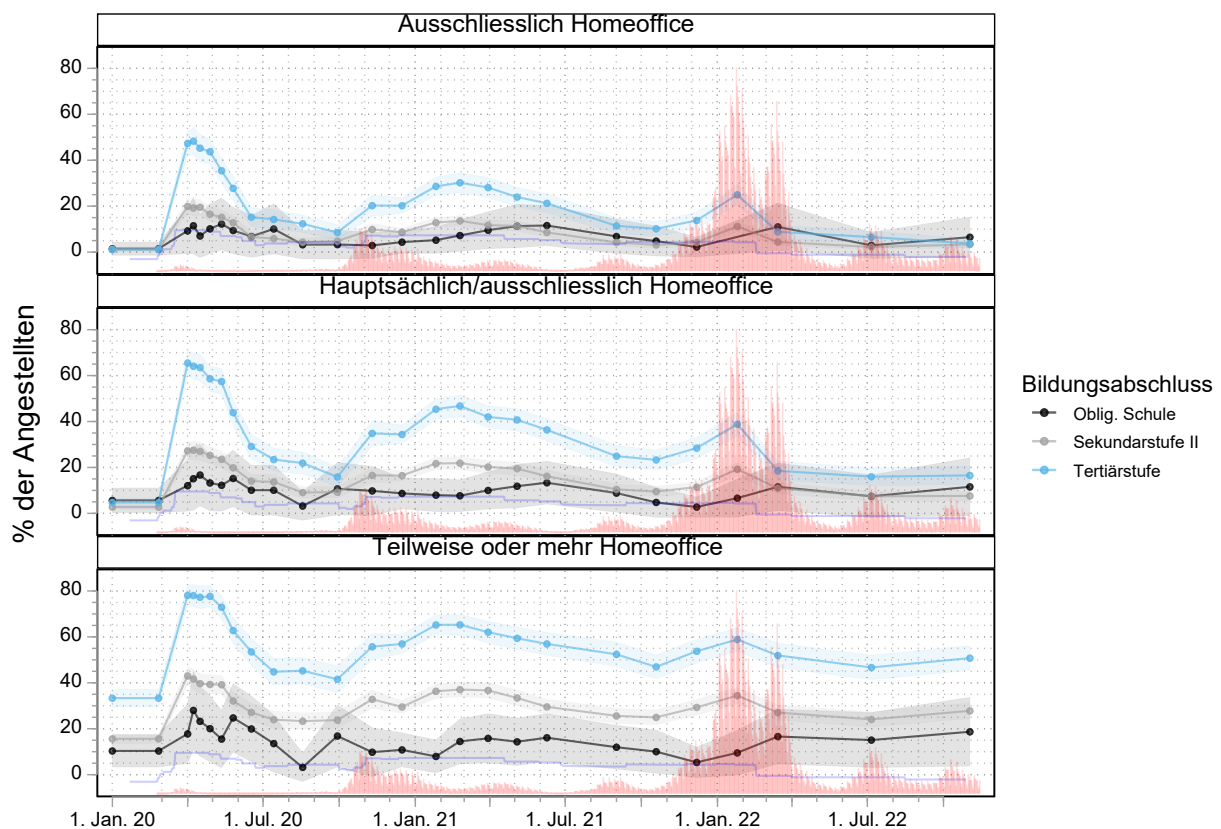 Ausschliesslich Homeoffice
80
60
40
20
0
Hauptsächlich/ausschliesslich Homeoffice
80
60
40
20
0
Teilweise oder mehr Homeoffice
80
60
40
20
0
% der Angestellten
1. Jan. 20
1. Jul. 20
1. Jan. 21
1. Jul. 21
1. Jan. 22
1. Jul. 22
Bildungsabschluss
Oblig. Schule
Sekundarstufe II
Tertiärstufe